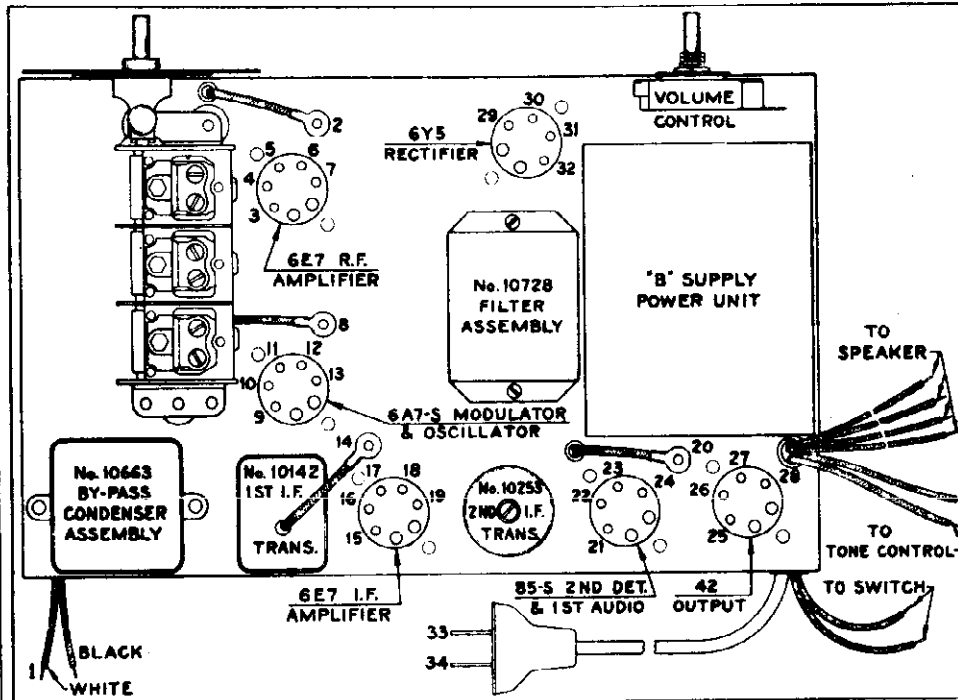 VOLUME
CONTROL
2
29
30
31
32
6Y5
RECTIFIER
5
6
7
4
3
6E7 R.F.
AMPLIFIER
No. 10728
FILTER
ASSEMBLY
"B" SUPPLY
POWER UNIT
TO
SPEAKER
8
11
12
13
10
9
6A7-S MODULATOR
& OSCILLATOR
14
No. 10663
BY-PASS
CONDENSER
ASSEMBLY
No. 10142
1ST I.F.
TRANS.
17
18
16
19
15
No. 10253
2ND I.F.
TRANS.
20
23
24
22
21
27
28
26
25
TO
TONE CONTROL
6E7 I.F.
AMPLIFIER
85-S 2ND DET.
& 1ST AUDIO
42
OUTPUT
TO SWITCH
33
34
BLACK
1
WHITE